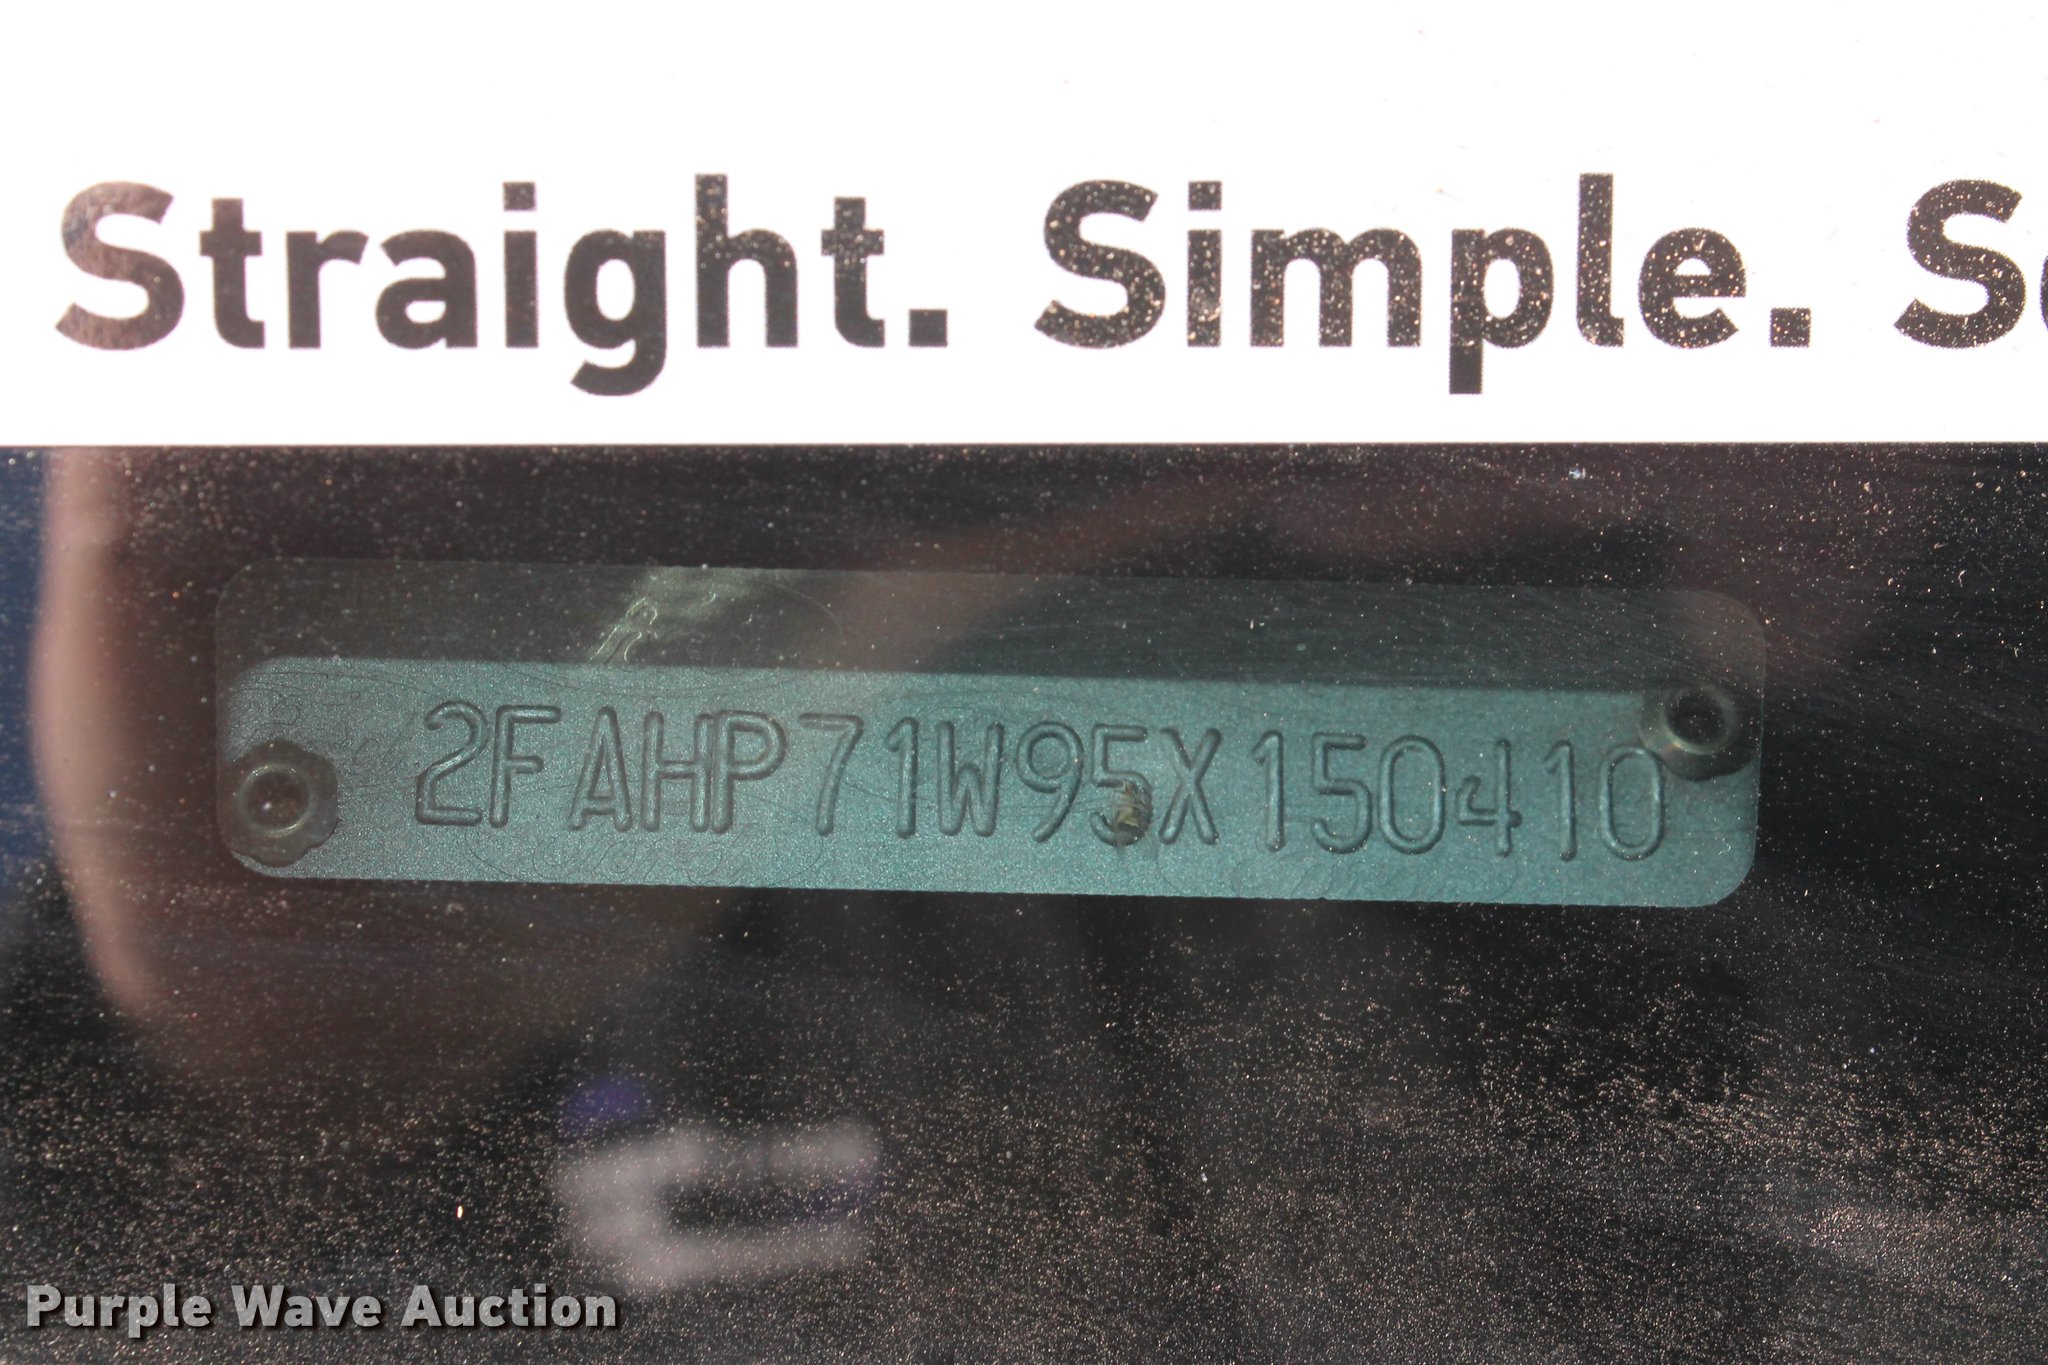 Straight. Simple. S
2FAHP71W95X150410
Purple Wave Auction